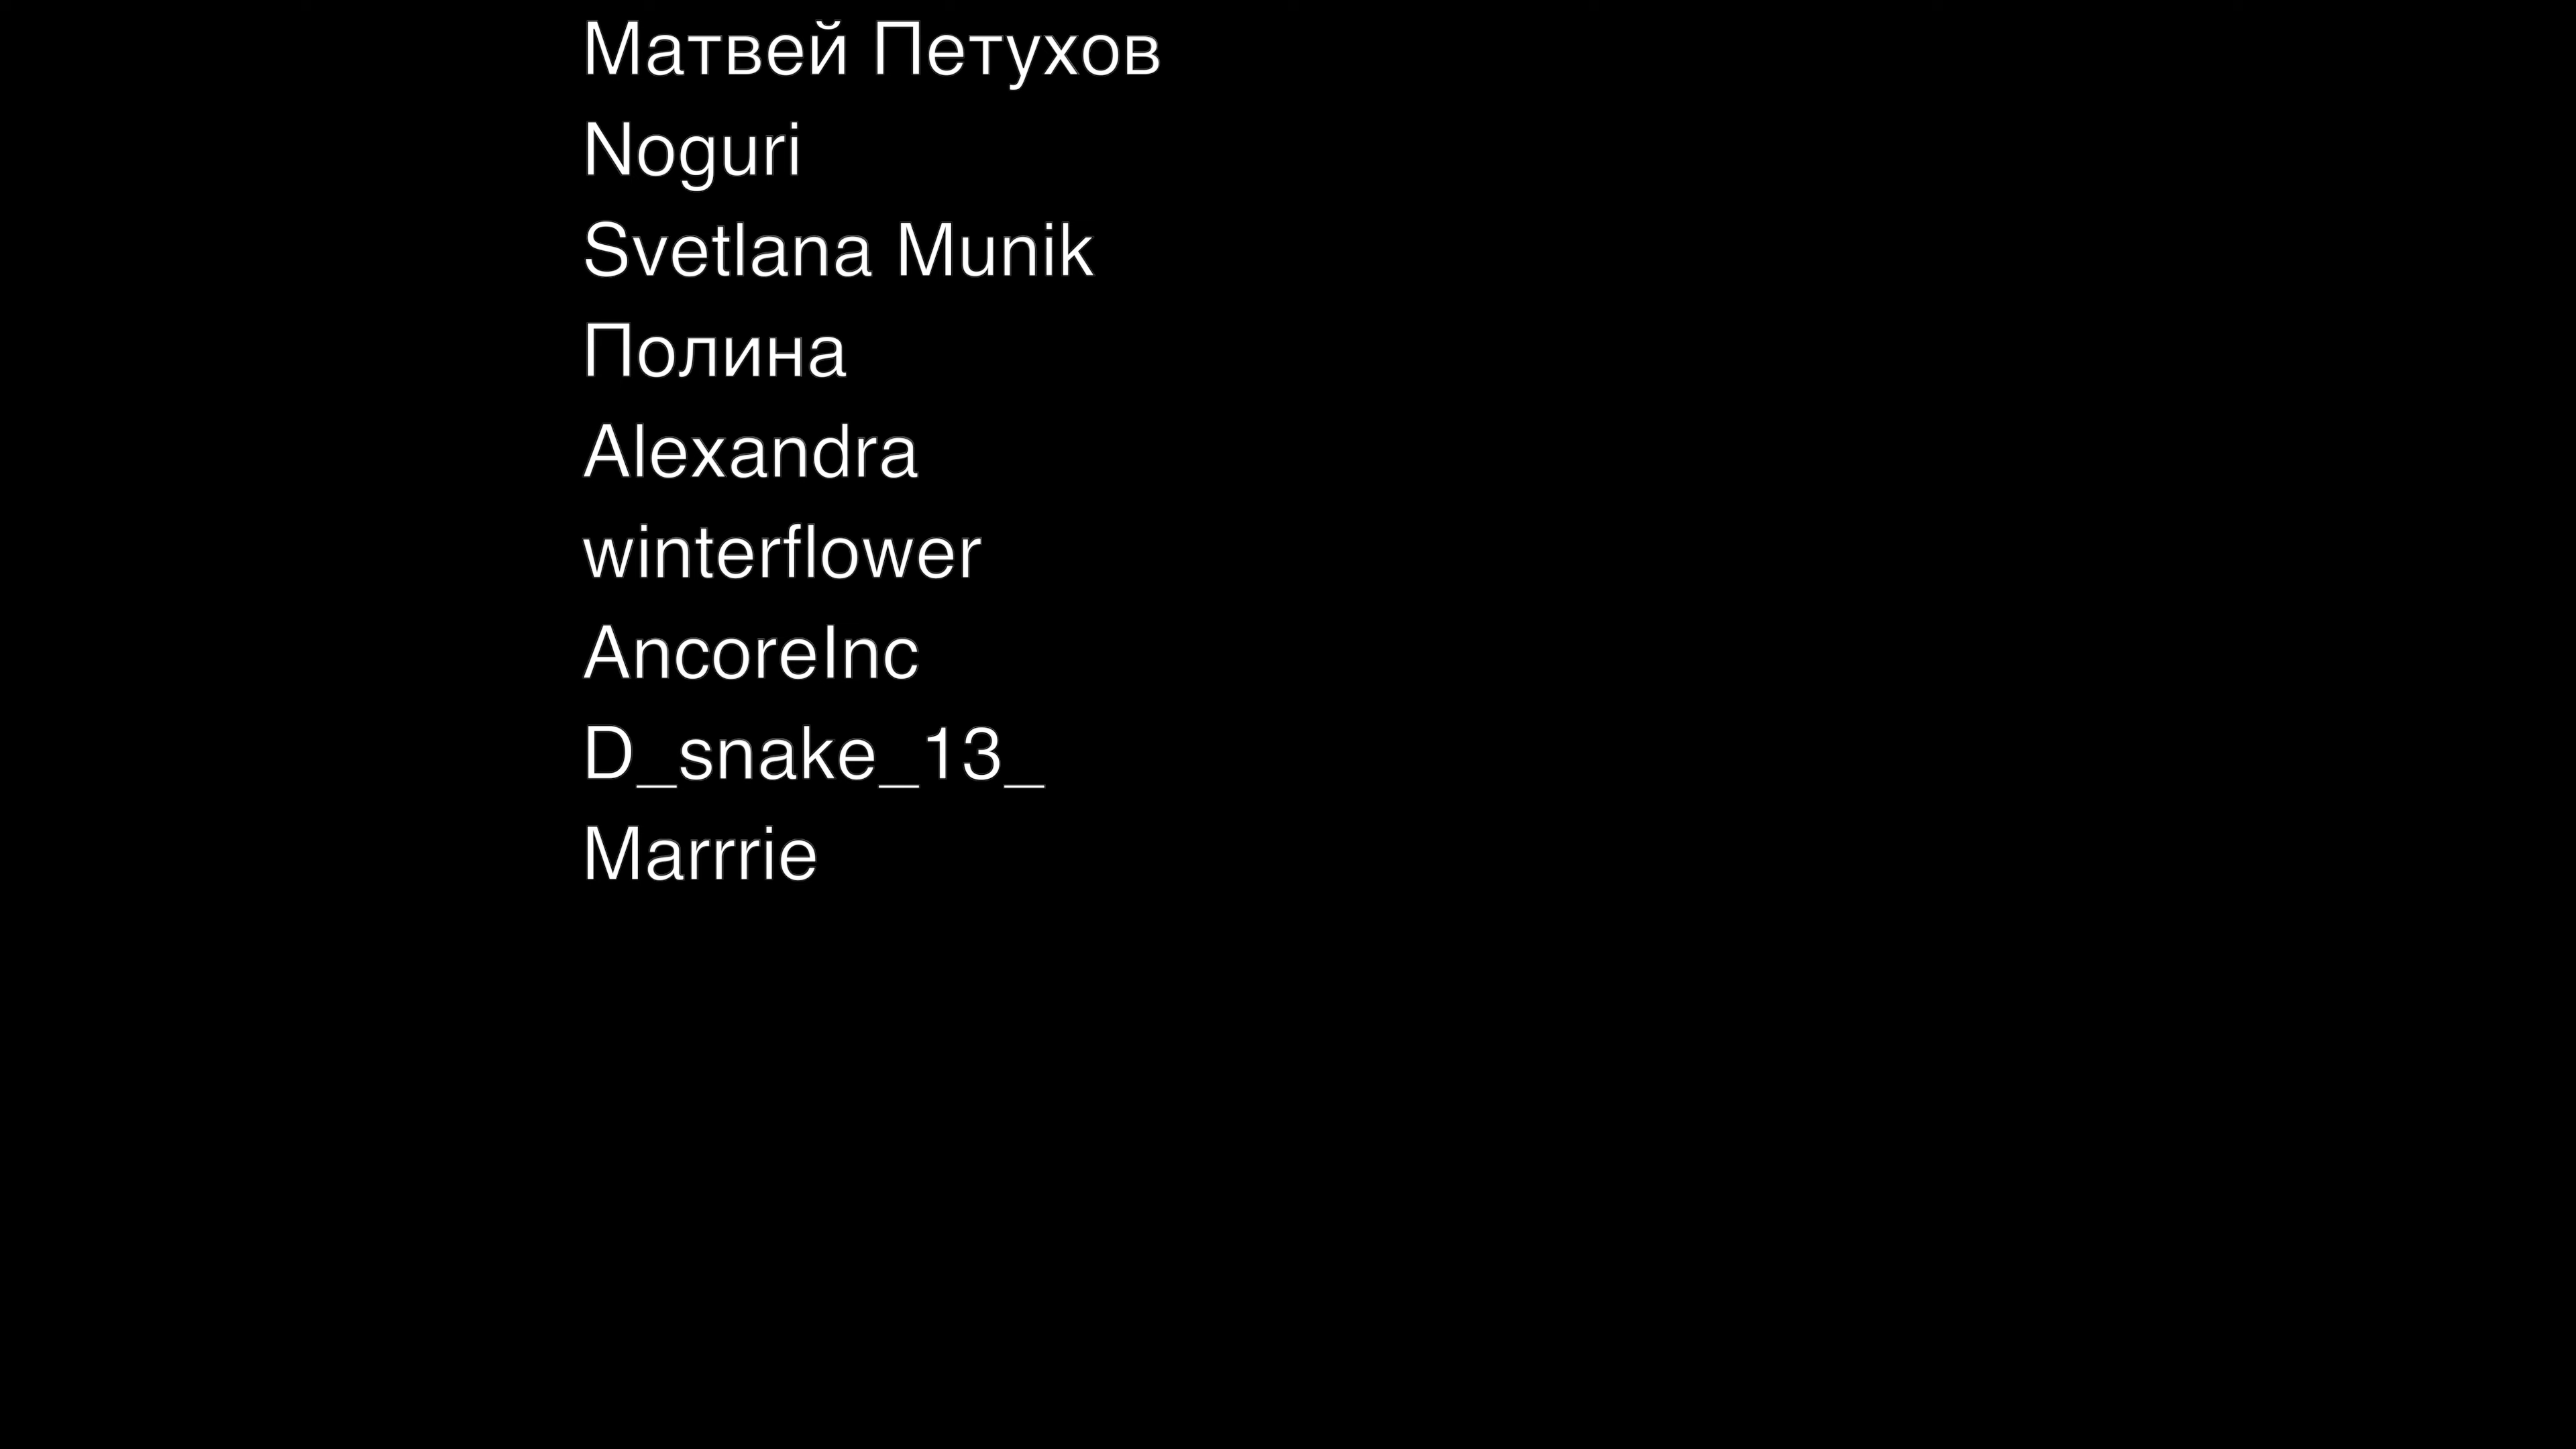 Матвей Петухов
Noguri
Svetlana Munik
Полина
Alexandra
winterflower
AncoreInc
D_snake_13_
Marrrie